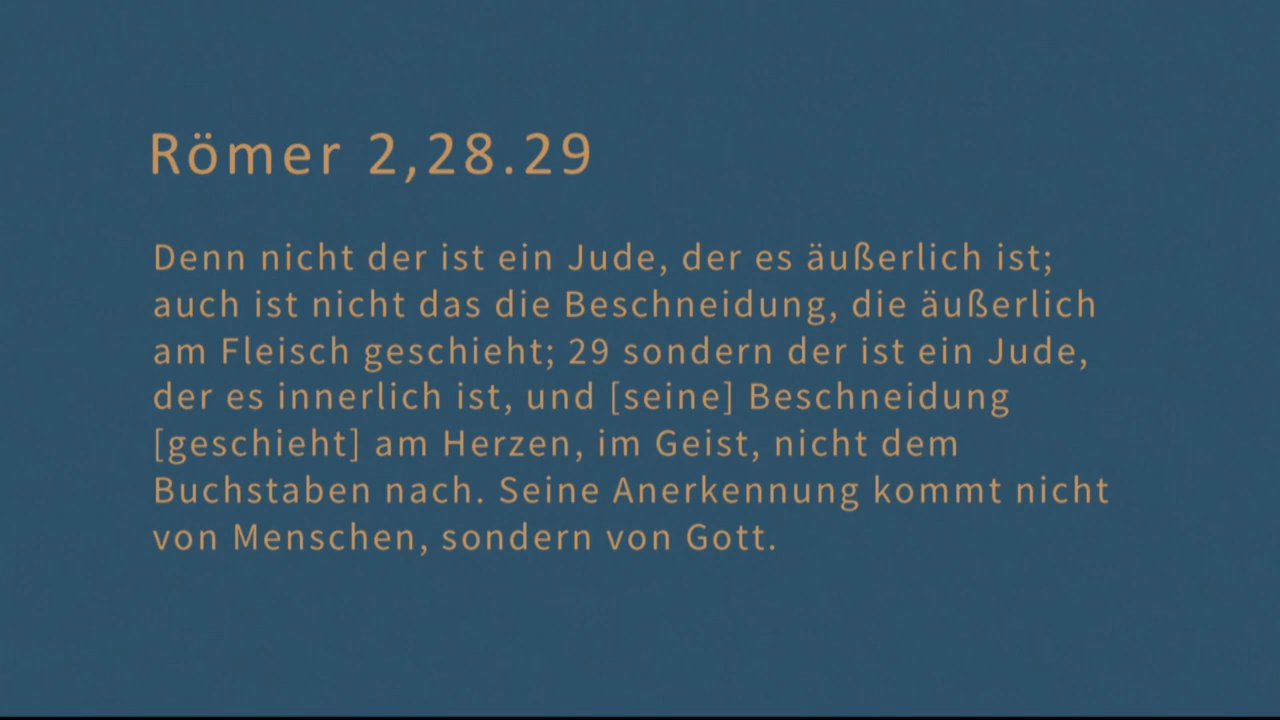 Römer 2,28.29
Denn nicht der ist ein Jude, der es äußerlich ist;
auch ist nicht das die Beschneidung, die äußerlich
am Fleisch geschieht; 29 sondern der ist ein Jude,
der es innerlich ist, und [seine] Beschneidung
[geschieht] am Herzen, im Geist, nicht dem
Buchstaben nach. Seine Anerkennung kommt nicht
von Menschen, sondern von Gott.